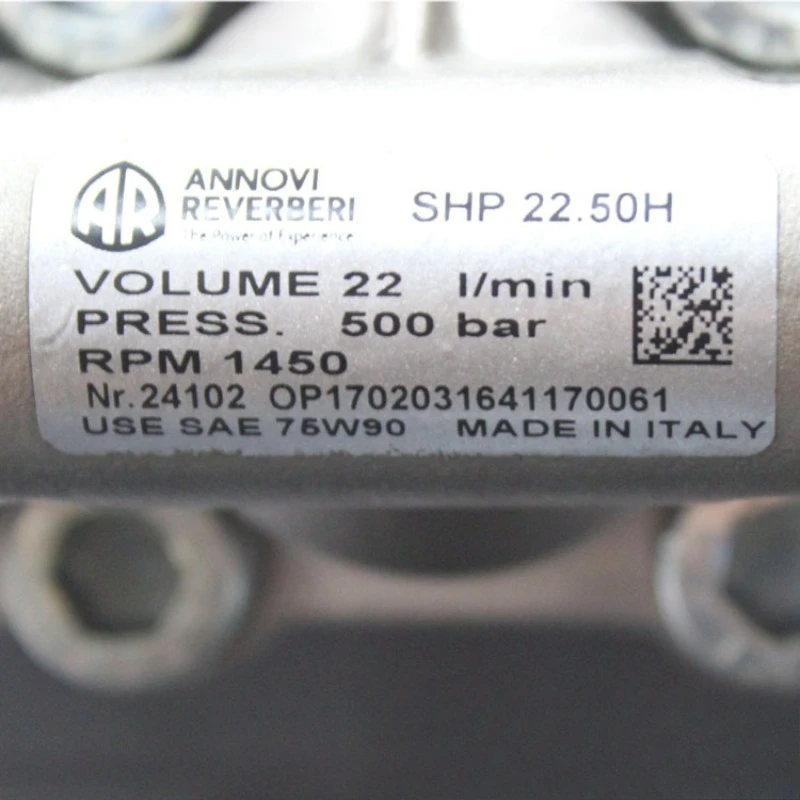 AR ANNOVI
REVERBERI
The Power of Experience
SHP 22.50H
VOLUME 22 l/min
PRESS. 500 bar
RPM 1450
Nr.24102 OP1702031641170061
USE SAE 75W90 MADE IN ITALY